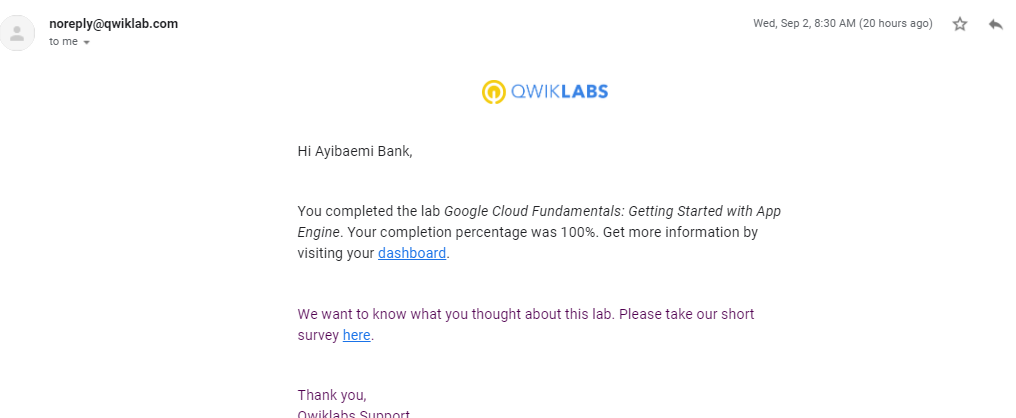 noreply@qwiklab.com
Wed, Sep 2, 8:30 AM (20 hours ago)
to me
QWIKLABS
Hi Ayibaemi Bank,
You completed the lab Google Cloud Fundamentals: Getting Started with App
Engine. Your completion percentage was 100%. Get more information by
visiting your dashboard.
We want to know what you thought about this lab. Please take our short
survey here.
Thank you,
Qwiklabs Support